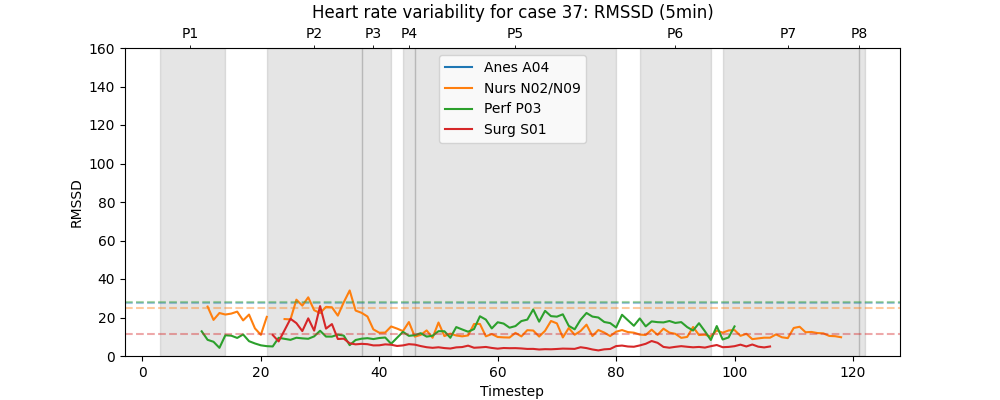 Heart rate variability for case 37: RMSSD (5min)
P1 P2 P3 P4 P5 P6 P7 P8
160
140
120
100
80
60
40
20
0
RMSSD
Anes A04
Nurs N02/N09
Perf P03
Surg S01
0 20 40 60 80 100 120
Timestep